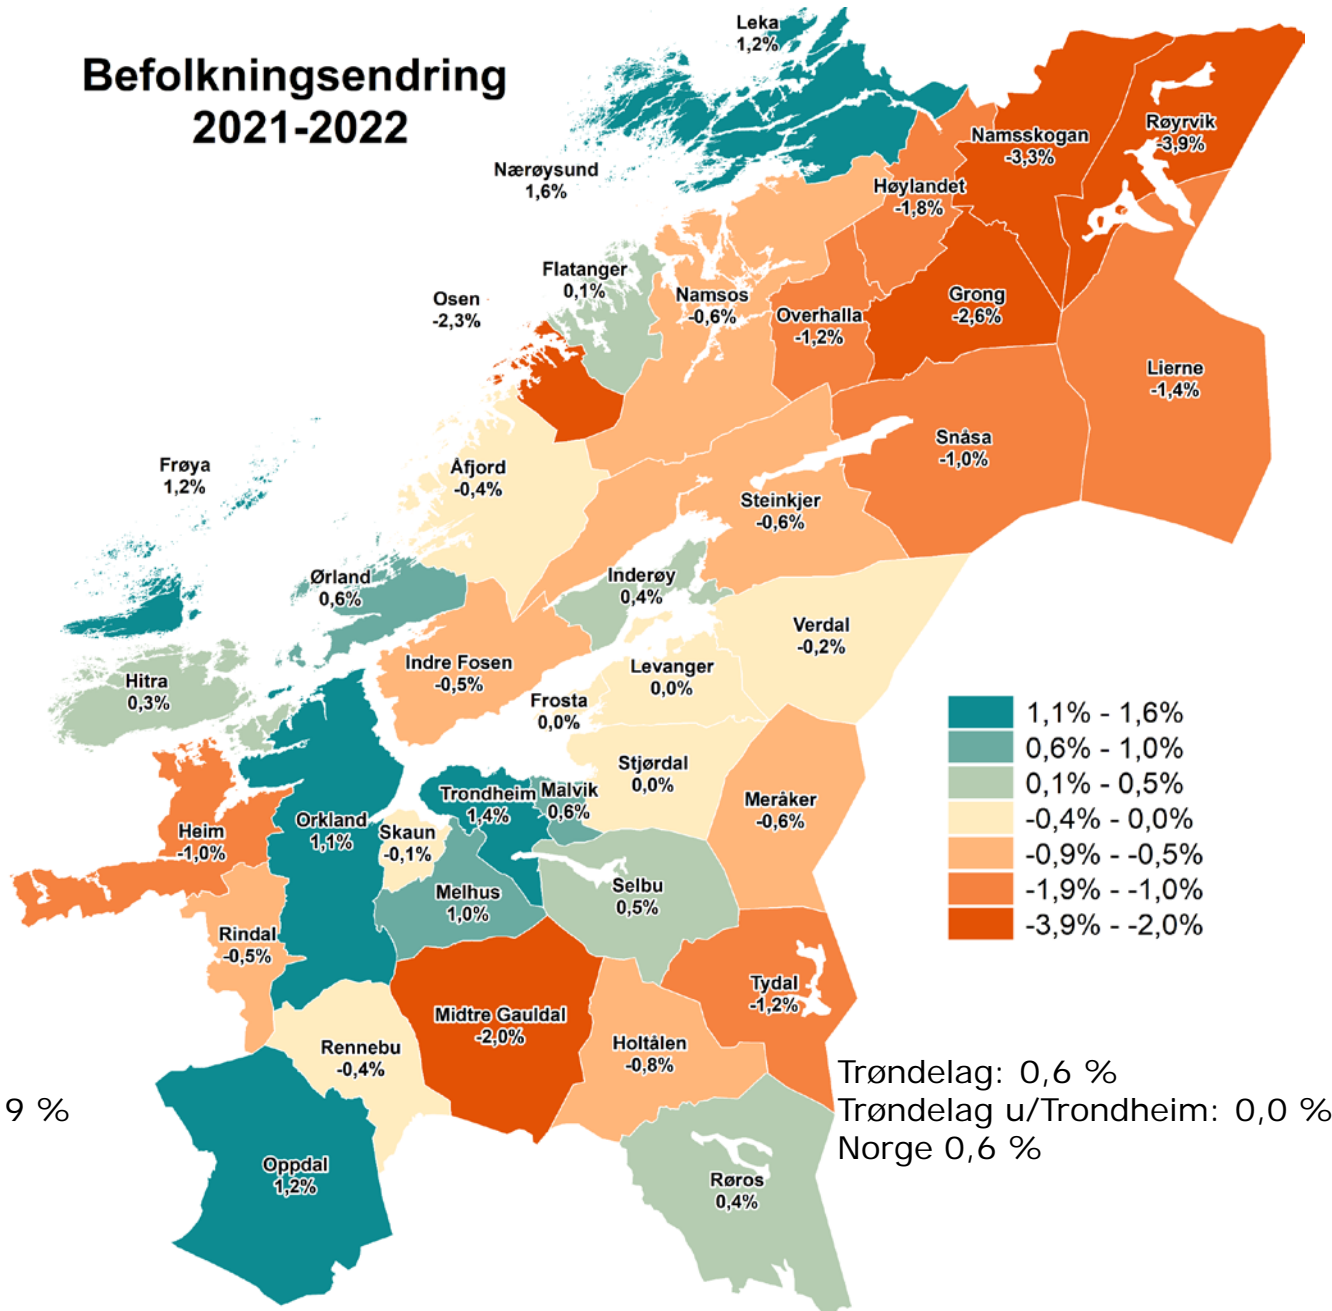 Befolkningsendring
2021-2022
Leka
1,2%
Nærøysund
1,6%
Namsskogan
-3,3%
Røyrvik
-3,9%
Høylandet
-1,8%
Flatanger
0,1%
Osen
-2,3%
Namsos
-0,6%
Overhalla
-1,2%
Grong
-2,6%
Lierne
-1,4%
Snåsa
-1,0%
Frøya
1,2%
Åfjord
-0,4%
Steinkjer
-0,6%
Ørland
0,6%
Inderøy
0,4%
Verdal
-0,2%
Hitra
0,3%
Indre Fosen
-0,5%
Levanger
0,0%
Frosta
0,0%
Stjørdal
0,0%
Meråker
-0,6%
Trondheim
1,4%
Malvik
0,6%
Heim
-1,0%
Orkland
1,1%
Skaun
-0,1%
Melhus
1,0%
Selbu
0,5%
Rindal
-0,5%
Tydal
-1,2%
Midtre Gauldal
-2,0%
Holtålen
-0,8%
Rennebu
-0,4%
Oppdal
1,2%
Røros
0,4%
1,1% - 1,6%
0,6% - 1,0%
0,1% - 0,5%
-0,4% - 0,0%
-0,9% - -0,5%
-1,9% - -1,0%
-3,9% - -2,0%
9 %
Trøndelag: 0,6 %
Trøndelag u/Trondheim: 0,0 %
Norge 0,6 %